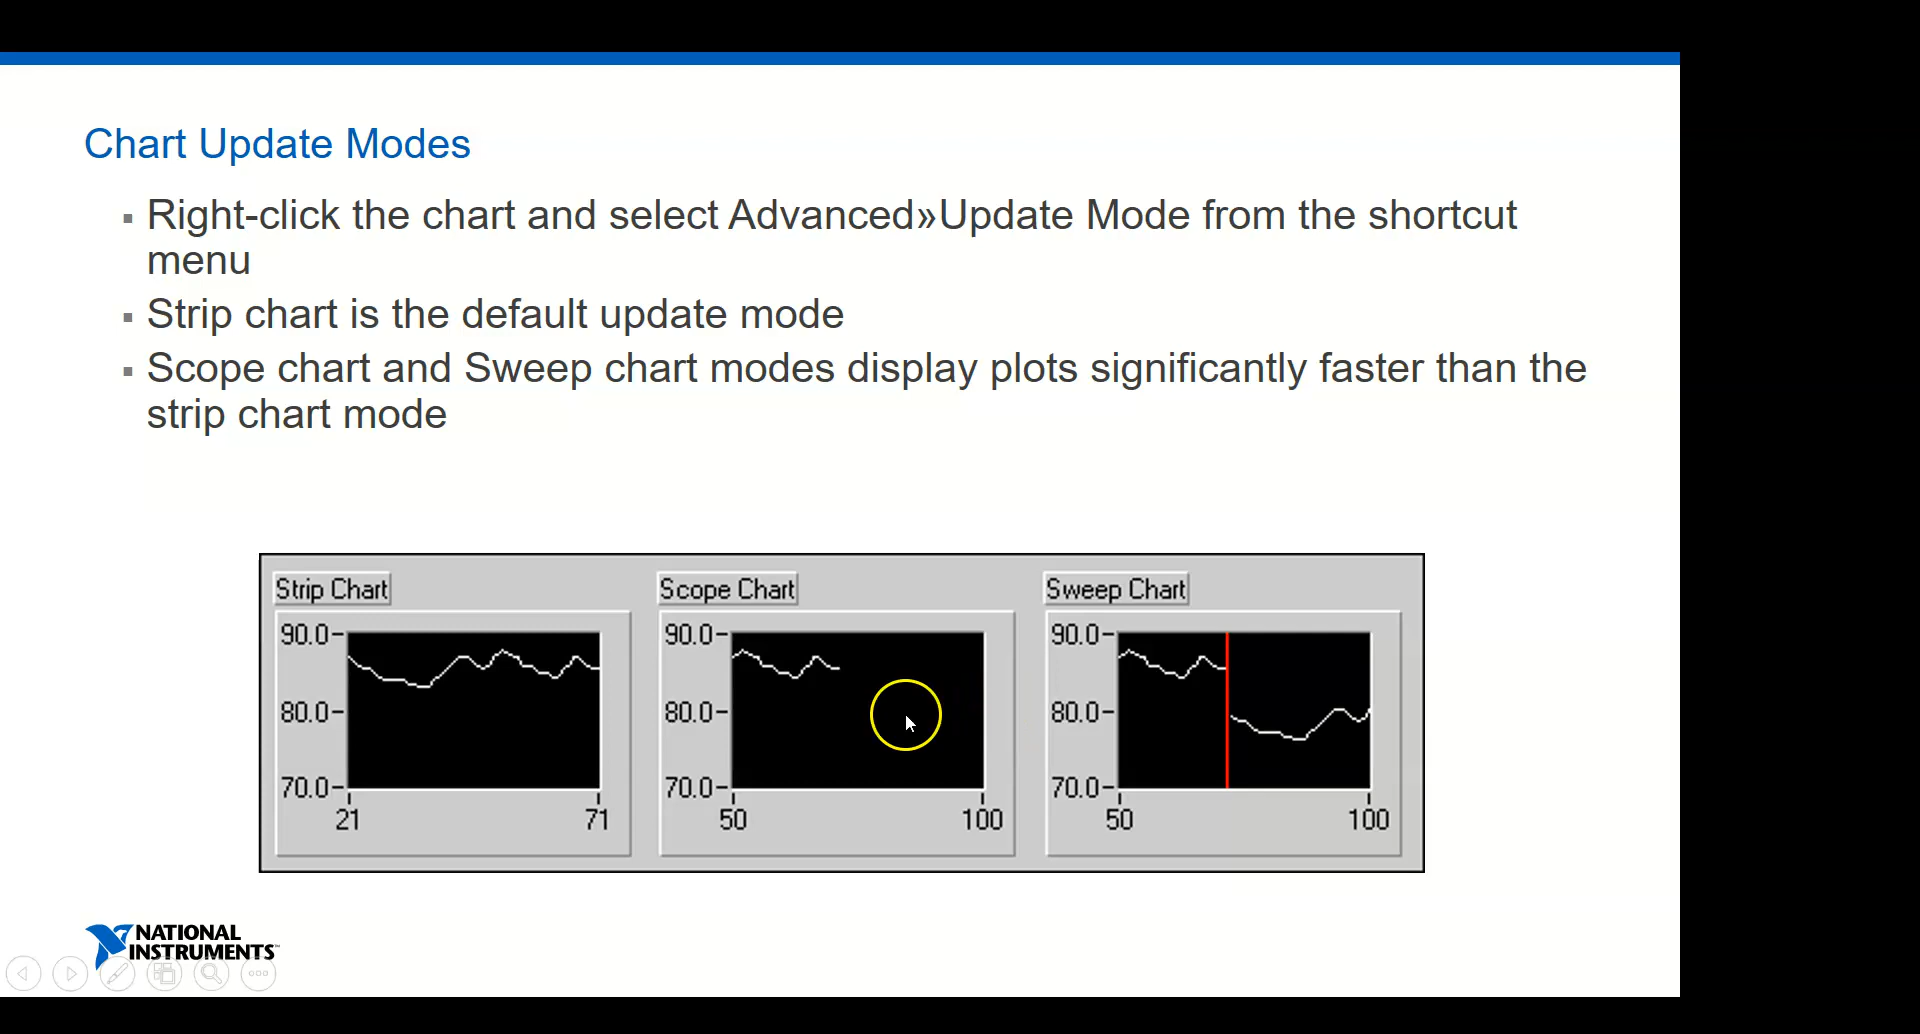 Chart Update Modes
▪ Right-click the chart and select Advanced»Update Mode from the shortcut
menu
▪ Strip chart is the default update mode
▪ Scope chart and Sweep chart modes display plots significantly faster than the
strip chart mode
Strip Chart
90.0
80.0
70.0
21 71
Scope Chart
90.0
80.0
70.0
50 100
Sweep Chart
90.0
80.0
70.0
50 100
NATIONAL
INSTRUMENTS™